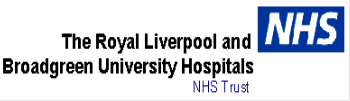 The Royal Liverpool and
Broadgreen University Hospitals
NHS Trust
NHS